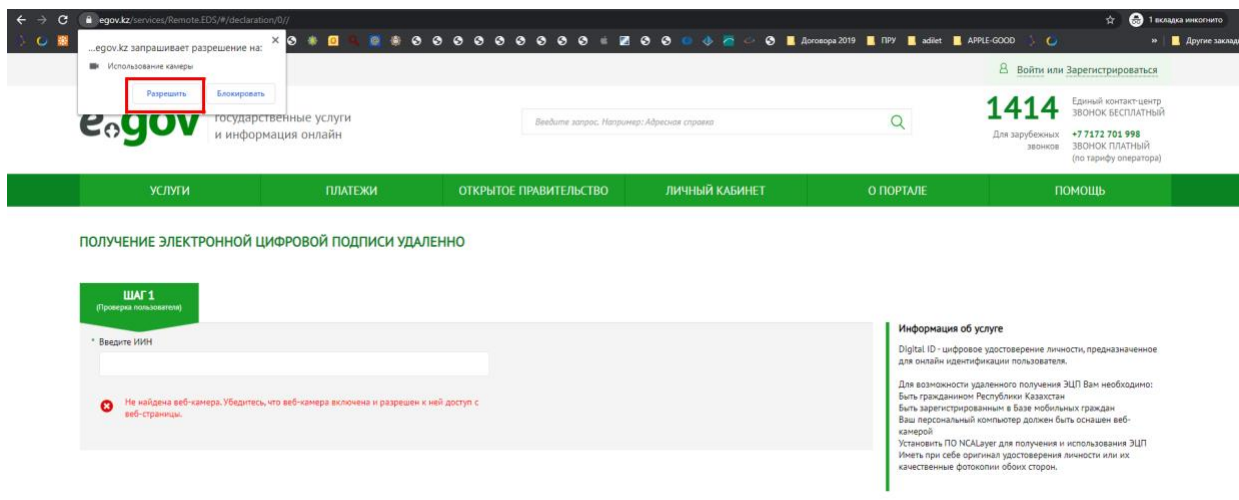 egov.kz/services/Remote.EDS/#/declaration/0//
1 вкладка инкогнито
Договора 2019
ПРУ
adilet
APPLE-GOOD
»
Другие заклад
...egov.kz запрашивает разрешение на:
Использование камеры
Разрешить
Блокировать
Войти или Зарегистрироваться
egov
государственные услуги
и информация онлайн
Введите запрос. Например: Адресная справка
1414
Единый контакт-центр
ЗВОНОК БЕСПЛАТНЫЙ
Для зарубежных
звонков
+7 7172 701 998
ЗВОНОК ПЛАТНЫЙ
(по тарифу оператора)
УСЛУГИ
ПЛАТЕЖИ
ОТКРЫТОЕ ПРАВИТЕЛЬСТВО
ЛИЧНЫЙ КАБИНЕТ
О ПОРТАЛЕ
ПОМОЩЬ
ПОЛУЧЕНИЕ ЭЛЕКТРОННОЙ ЦИФРОВОЙ ПОДПИСИ УДАЛЕННО
ШАГ 1
(Проверка пользователя)
* Введите ИИН
Не найдена веб-камера. Убедитесь, что веб-камера включена и разрешен к ней доступ с
веб-страницы.
Информация об услуге
Digital ID - цифровое удостоверение личности, предназначенное
для онлайн идентификации пользователя.
Для возможности удаленного получения ЭЦП Вам необходимо:
Быть гражданином Республики Казахстан
Быть зарегистрированным в Базе мобильных граждан
Ваш персональный компьютер должен быть оснашен веб-
камерой
Установить ПО NCALayer для получения и использования ЭЦП
Иметь при себе оригинал удостоверения личности или их
качественные фотокопии обоих сторон.